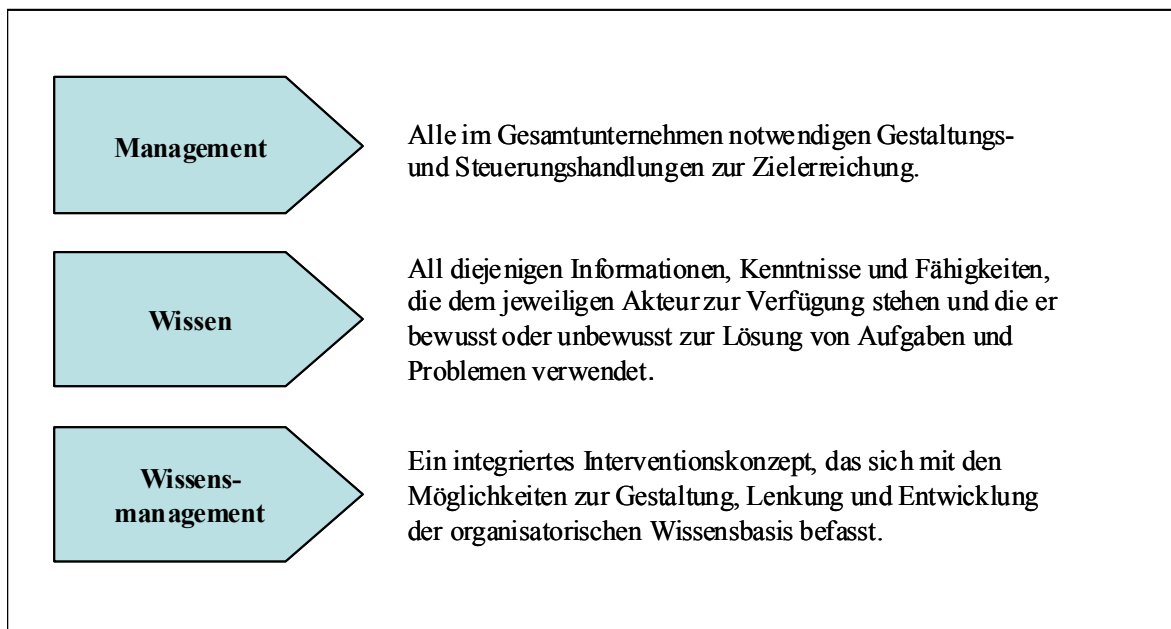 Management
Alle im Gesamtunternehmen notwendigen Gestaltungs-
und Steuerungshandlungen zur Zielerreichung.
Wissen
All diejenigen Informationen, Kenntnisse und Fähigkeiten,
die dem jeweiligen Akteur zur Verfügung stehen und die er
bewusst oder unbewusst zur Lösung von Aufgaben und
Problemen verwendet.
Wissens-
management
Ein integriertes Interventionskonzept, das sich mit den
Möglichkeiten zur Gestaltung, Lenkung und Entwicklung
der organisatorischen Wissensbasis befasst.